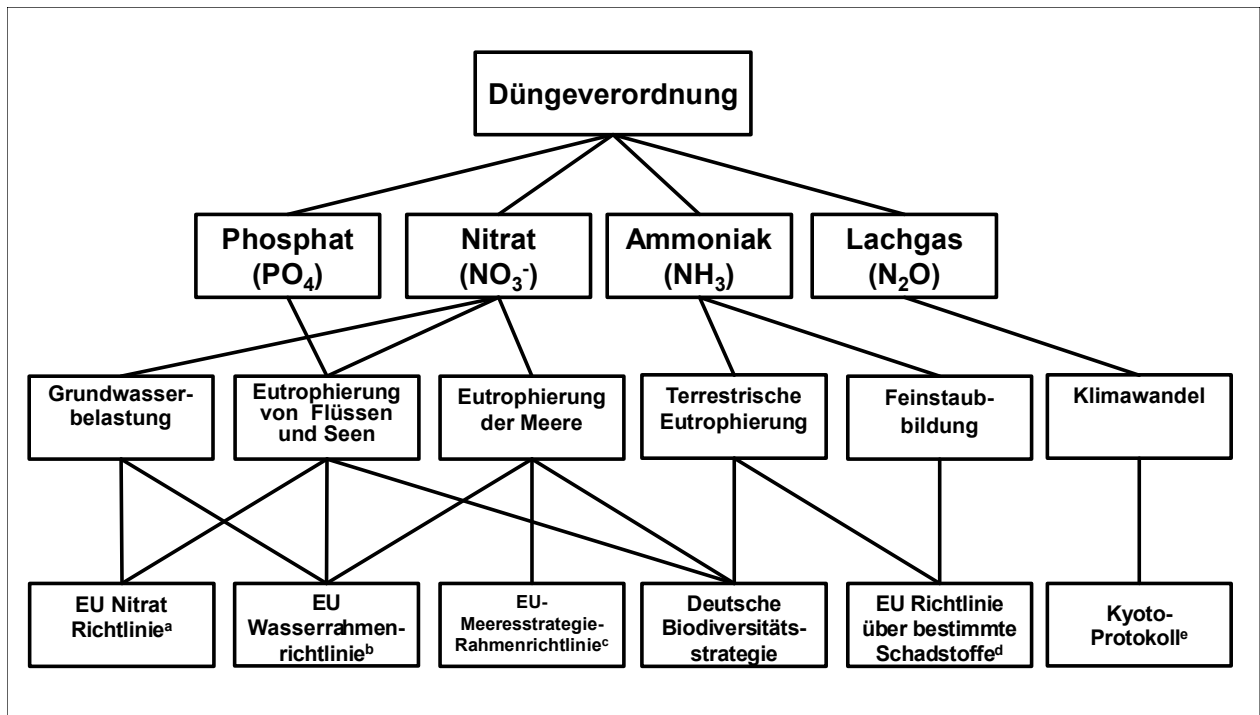 Düngeverordnung
Phosphat
(PO₄)
Nitrat
(NO₃⁻)
Ammoniak
(NH₃)
Lachgas
(N₂O)
Grundwasser-
belastung
Eutrophierung
von Flüssen
und Seen
Eutrophierung
der Meere
Terrestrische
Eutrophierung
Feinstaub-
bildung
Klimawandel
EU Nitrat
Richtlinieᵃ
EU
Wasserrahmen-
richtlinieᵇ
EU-
Meeresstrategie-
Rahmenrichtlinieᶜ
Deutsche
Biodiversitäts-
strategie
EU Richtlinie
über bestimmte
Schadstoffeᵈ
Kyoto-
Protokollᵉ